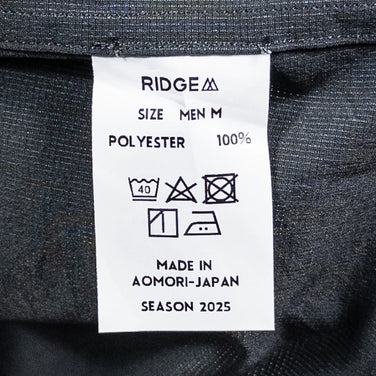 RIDGE
SIZE MEN M
POLYESTER 100%
40
MADE IN
AOMORI-JAPAN
SEASON 2025